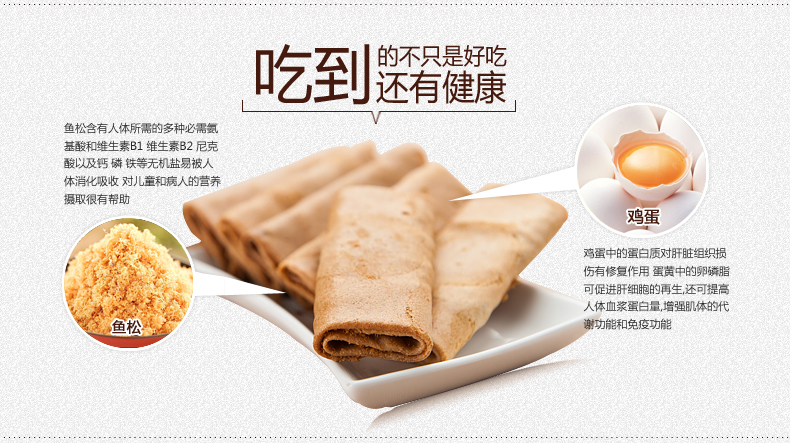 吃到的不只是好吃
还有健康
鱼松含有人体所需的多种必需氨
基酸和维生素B1 维生素B2 尼克
酸以及钙 磷 铁等无机盐易被人
体消化吸收 对儿童和病人的营养
摄取很有帮助
鱼松
鸡蛋
鸡蛋中的蛋白质对肝脏组织损
伤有修复作用 蛋黄中的卵磷脂
可促进肝细胞的再生,还可提高
人体血浆蛋白量,增强肌体的代
谢功能和免疫功能